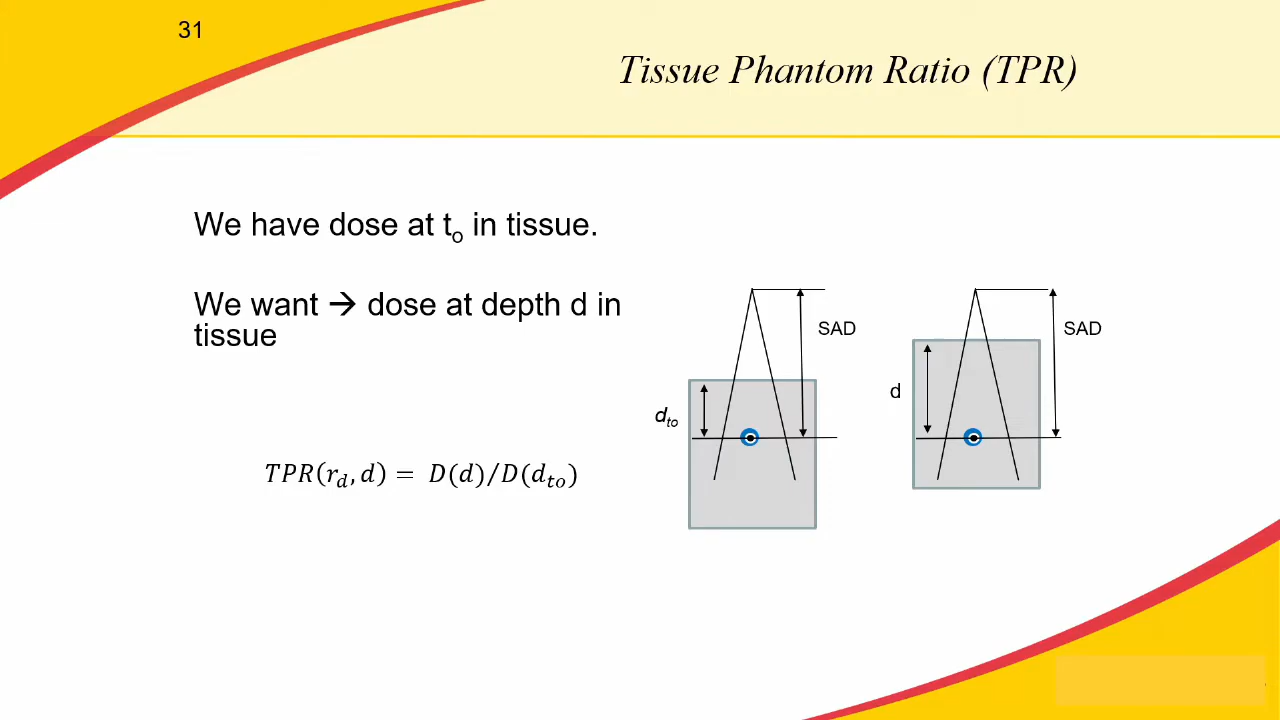 31
Tissue Phantom Ratio (TPR)
We have dose at to in tissue.
We want → dose at depth d in
tissue
TPR(rd, d) = D(d)/D(dto)
SAD
dto
SAD
d